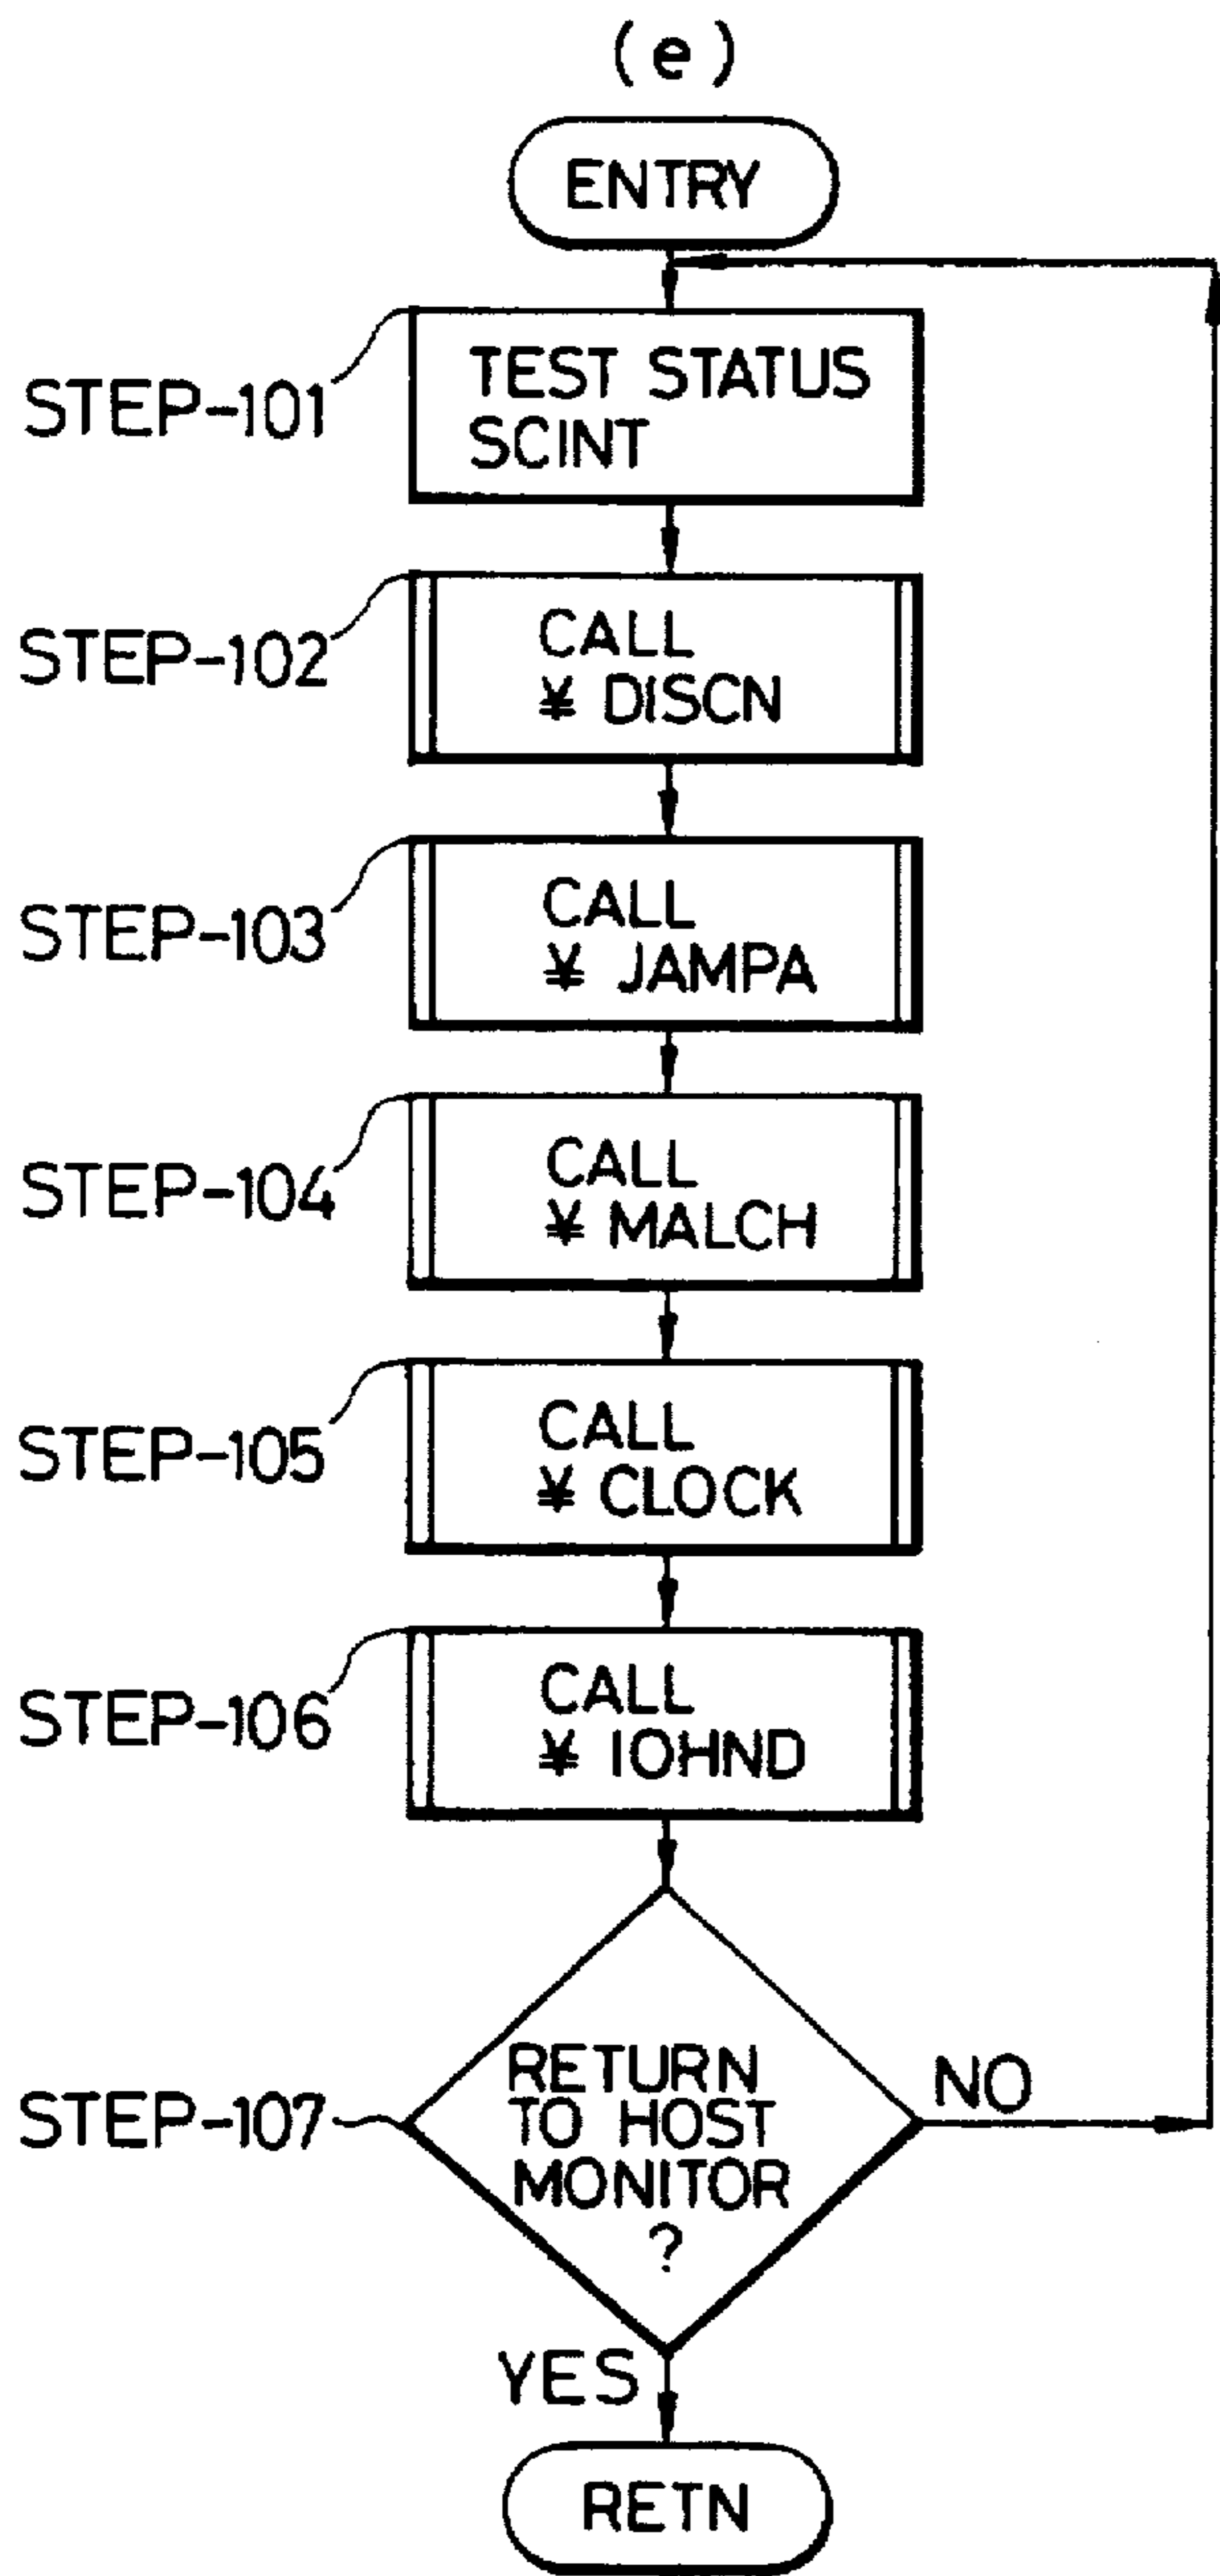 (e)
ENTRY
STEP-101
TEST STATUS
SCINT
STEP-102
CALL
¥ DISCN
STEP-103
CALL
¥ JAMPA
STEP-104
CALL
¥ MALCH
STEP-105
CALL
¥ CLOCK
STEP-106
CALL
¥ IOHND
STEP-107
RETURN
TO HOST
MONITOR
?
NO
YES
RETN